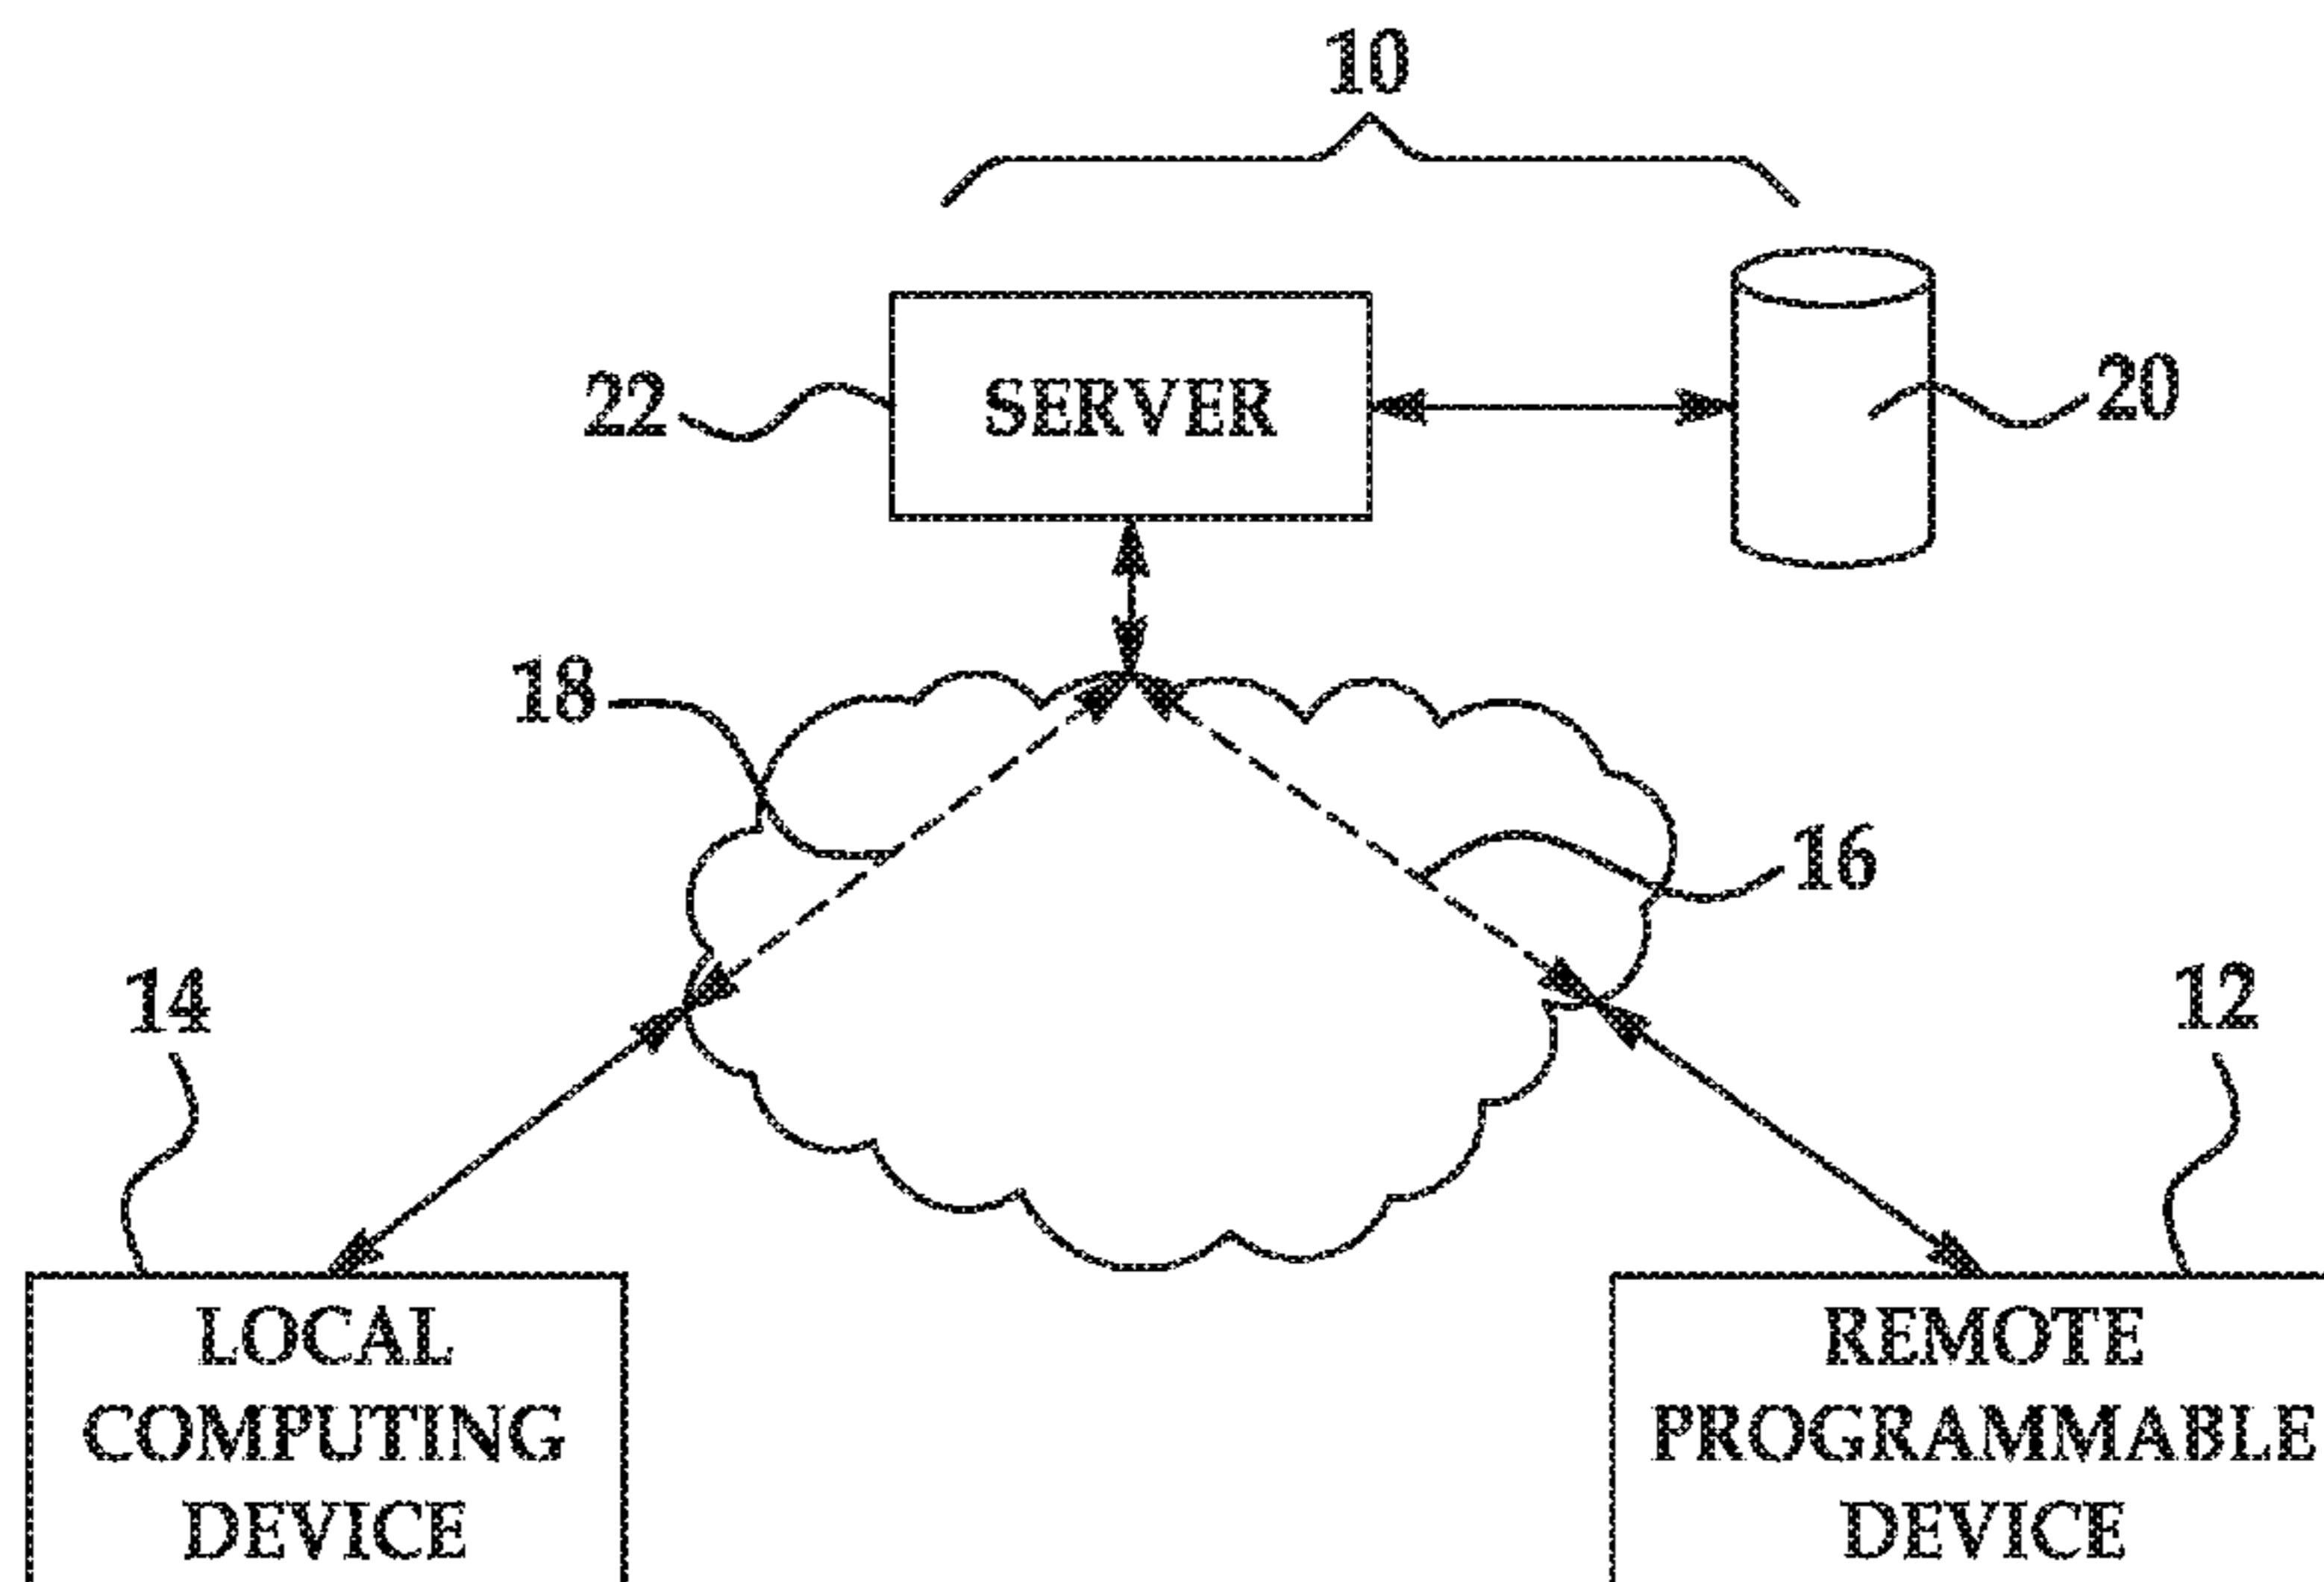 10
22
SERVER
20
18
16
14
12
LOCAL
COMPUTING
DEVICE
REMOTE
PROGRAMMABLE
DEVICE